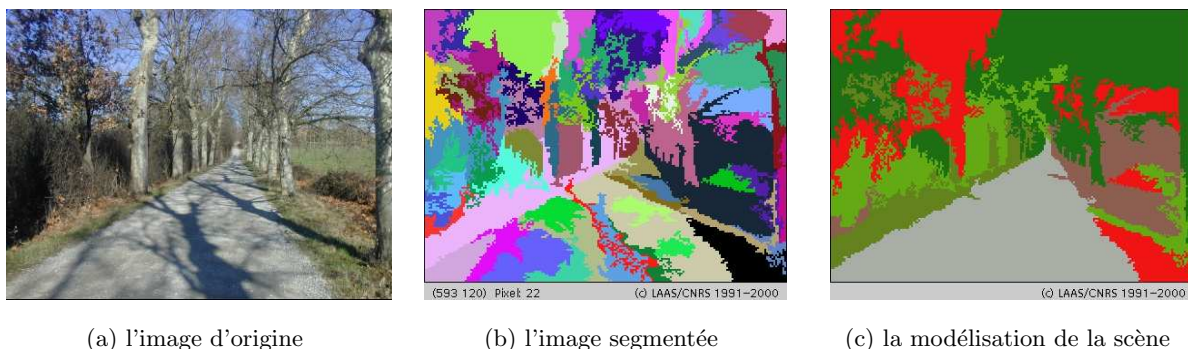 (593 120) Pixel: 22 (c) LAAS/CNRS 1991-2000
(c) LAAS/CNRS 1991-2000
(a) l'image d'origine
(b) l'image segmentée
(c) la modélisation de la scène